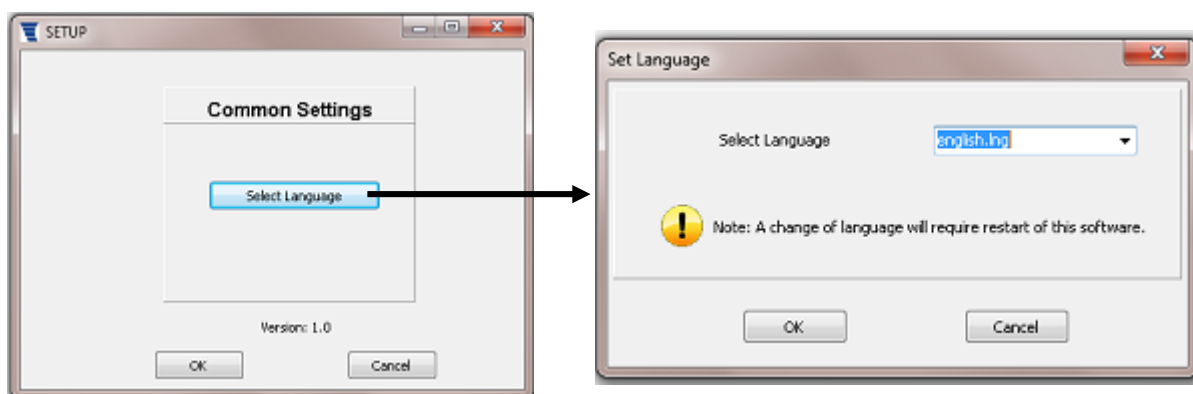 SETUP
Common Settings
Select Language
Version: 1.0
OK
Cancel
Set Language
Select Language
english.lng
Note: A change of language will require restart of this software.
OK
Cancel